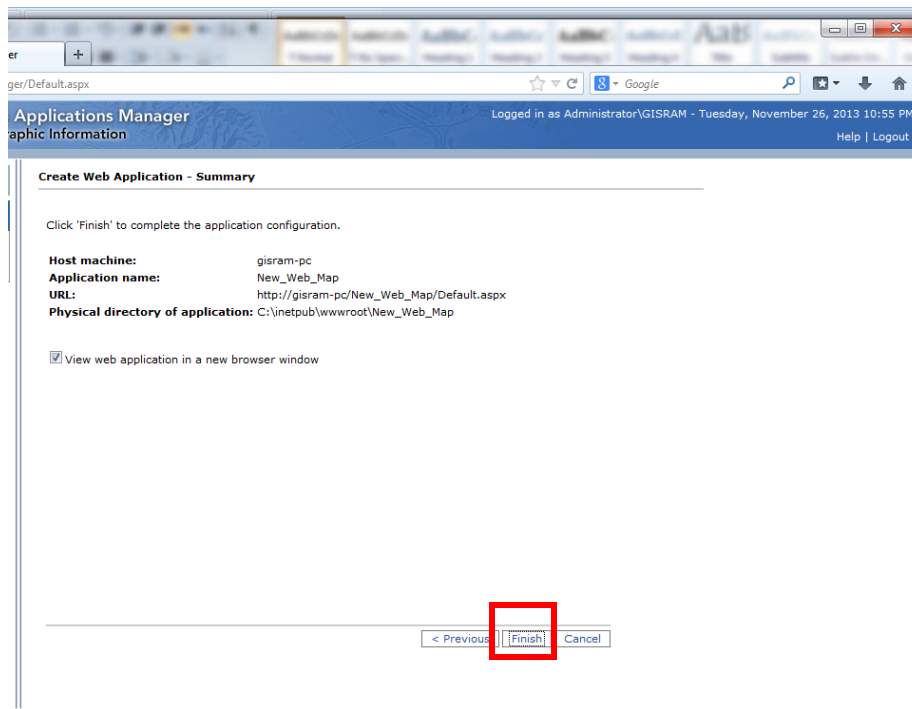 er
+
ger/Default.aspx
8 Google
Applications Manager
Logged in as Administrator\GISRAM - Tuesday, November 26, 2013 10:55 PM
aphic Information
Help | Logout
Create Web Application - Summary
Click 'Finish' to complete the application configuration.
Host machine: gisram-pc
Application name: New_Web_Map
URL: http://gisram-pc/New_Web_Map/Default.aspx
Physical directory of application: C:\inetpub\wwwroot\New_Web_Map
View web application in a new browser window
< Previous Finish Cancel